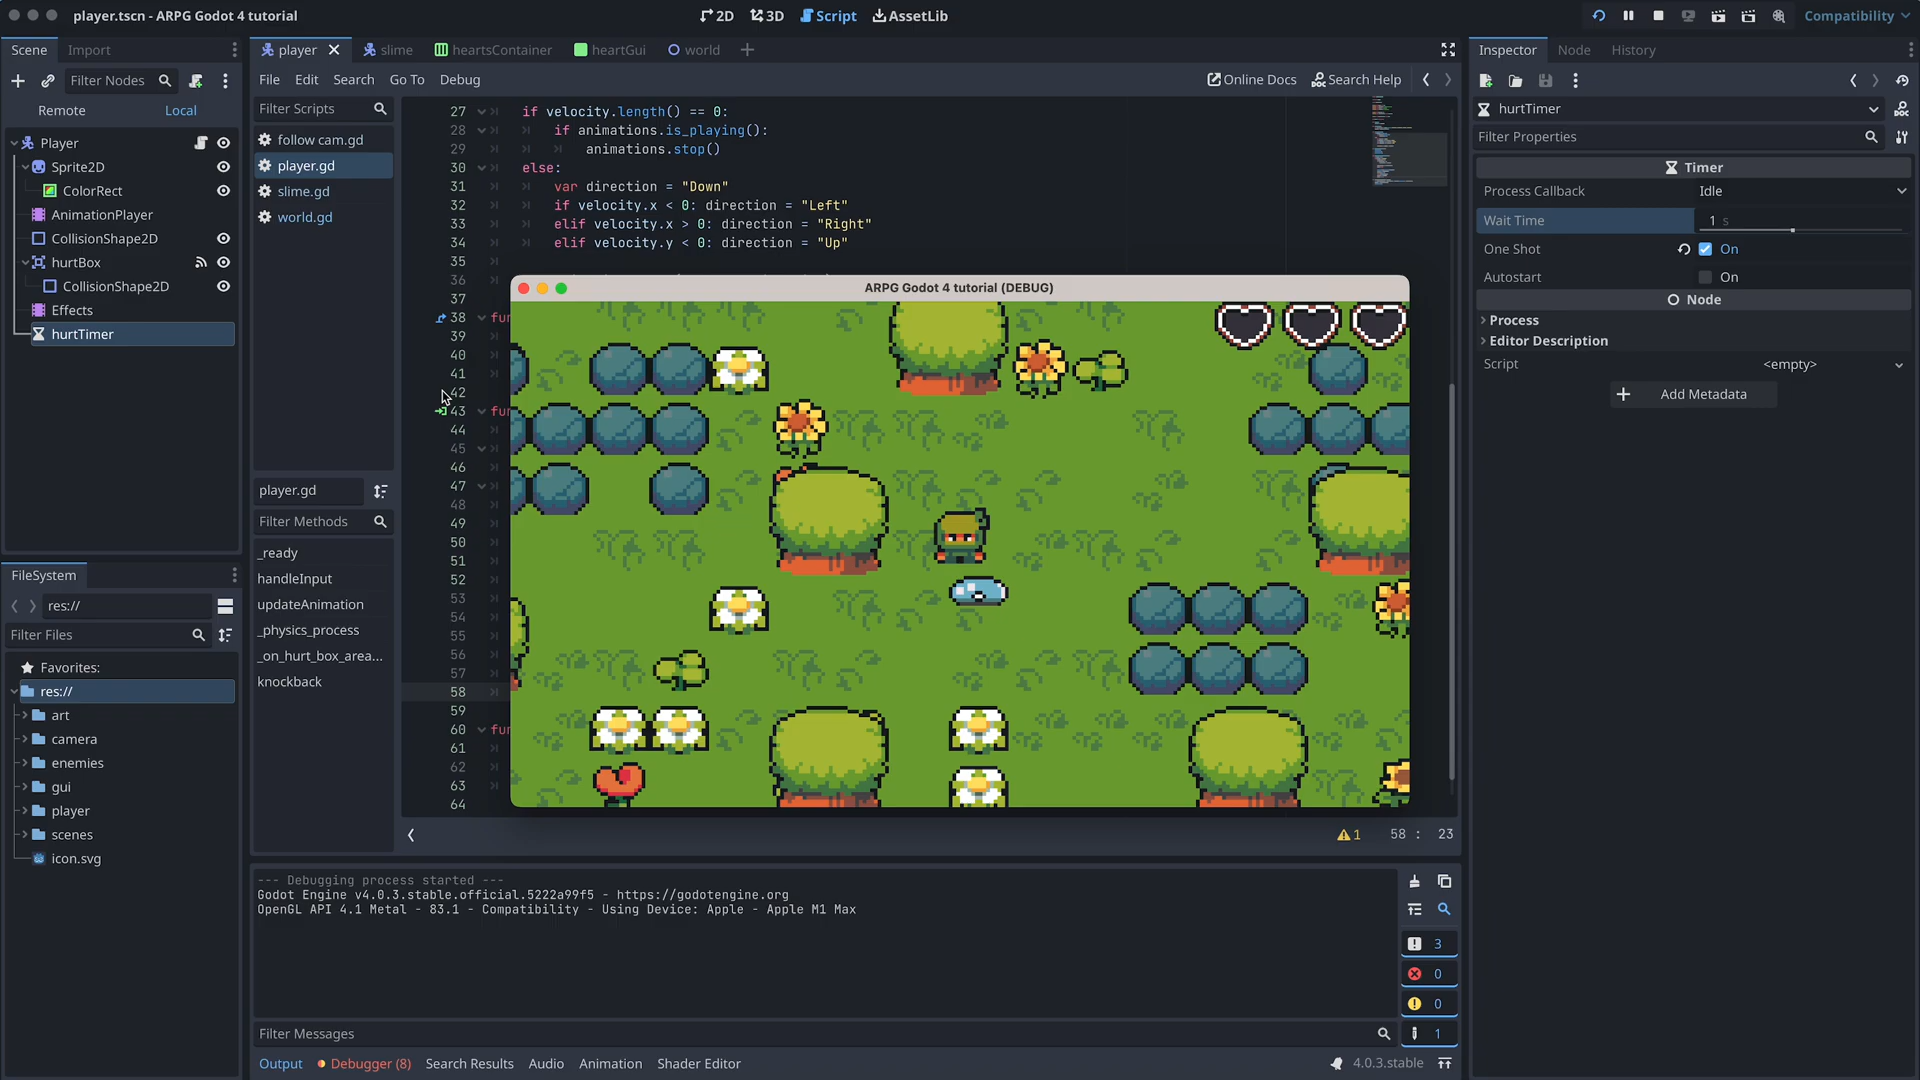 player.tscn - ARPG Godot 4 tutorial
2D 3D Script AssetLib
Compatibility
Scene Import
player slime heartsContainer heartGui world
Inspector Node History
Filter Nodes
File Edit Search Go To Debug
Online Docs Search Help
Remote Local
Filter Scripts
hurtTimer
Filter Properties
Player
Sprite2D
ColorRect
AnimationPlayer
CollisionShape2D
hurtBox
CollisionShape2D
Effects
hurtTimer
follow cam.gd
player.gd
slime.gd
world.gd
27 if velocity.length() == 0:
28 if animations.is_playing():
29 animations.stop()
30 else:
31 var direction = "Down"
32 if velocity.x < 0: direction = "Left"
33 elif velocity.x > 0: direction = "Right"
34 elif velocity.y < 0: direction = "Up"
35
36
37
38 fun
39
40
41
42
43 fun
44
45
46
47
48
49
50
51
52
53
54
55
56
57
58
59
60 fun
61
62
63
64
ARPG Godot 4 tutorial (DEBUG)
Timer
Process Callback Idle
Wait Time 1 s
One Shot On
Autostart On
Node
Process
Editor Description
Script <empty>
Add Metadata
player.gd
Filter Methods
_ready
handleInput
updateAnimation
_physics_process
_on_hurt_box_area...
knockback
FileSystem
res://
Filter Files
Favorites:
res://
art
camera
enemies
gui
player
scenes
icon.svg
1 58 : 23
--- Debugging process started ---
Godot Engine v4.0.3.stable.official.5222a99f5 - https://godotengine.org
OpenGL API 4.1 Metal - 83.1 - Compatibility - Using Device: Apple - Apple M1 Max
3
0
0
1
Filter Messages
Output Debugger (8) Search Results Audio Animation Shader Editor
4.0.3.stable